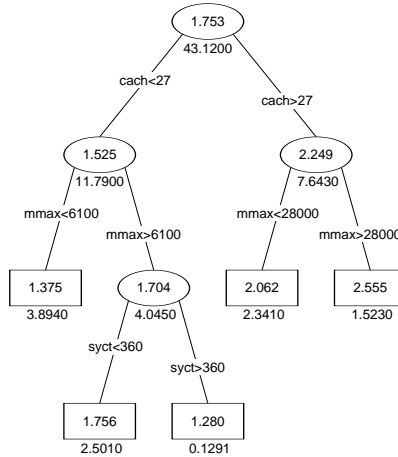 1.753
43.1200
cach<27
cach>27
1.525
2.249
11.7900
7.6430
mmax<6100
mmax>6100
mmax<28000
mmax>28000
1.375
1.704
2.062
2.555
3.8940
4.0450
2.3410
1.5230
syct<360
syct>360
1.756
1.280
2.5010
0.1291